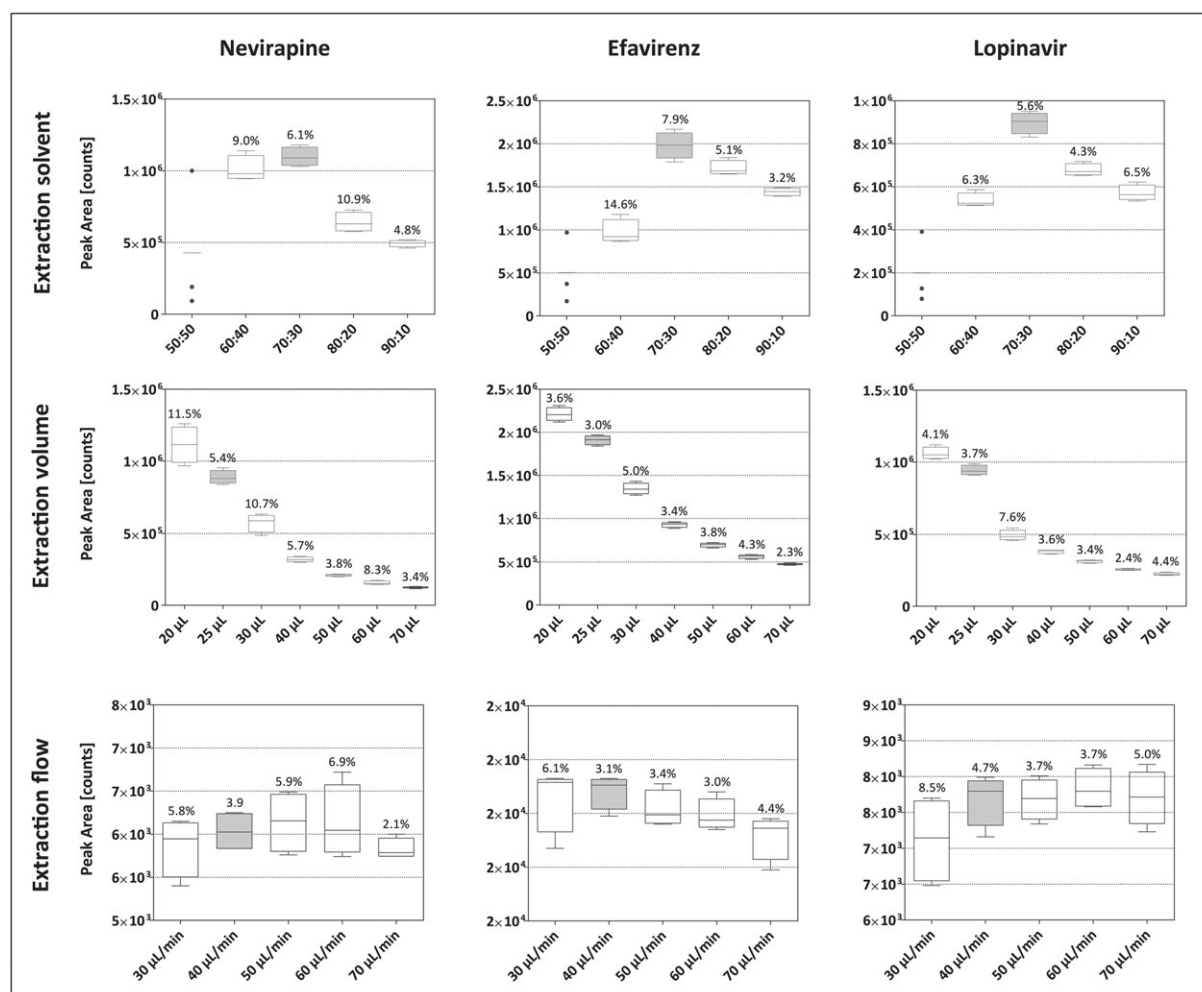 Nevirapine Efavirenz Lopinavir
Extraction solvent
Peak Area [counts]
1.5×10⁶
1×10⁶
5×10⁵
0
9.0% 6.1% 10.9% 4.8%
50:50 60:40 70:30 80:20 90:10
2.5×10⁶
2×10⁶
1.5×10⁶
1×10⁶
5×10⁵
0
14.6% 7.9% 5.1% 3.2%
50:50 60:40 70:30 80:20 90:10
1×10⁶
8×10⁵
6×10⁵
4×10⁵
2×10⁵
0
6.3% 5.6% 4.3% 6.5%
50:50 60:40 70:30 80:20 90:10
Extraction volume
Peak Area [counts]
1.5×10⁶
1×10⁶
5×10⁵
0
11.5% 5.4% 10.7% 5.7% 3.8% 8.3% 3.4%
20 µL 25 µL 30 µL 40 µL 50 µL 60 µL 70 µL
2.5×10⁶
2×10⁶
1.5×10⁶
1×10⁶
5×10⁵
0
3.6% 3.0% 5.0% 3.4% 3.8% 4.3% 2.3%
20 µL 25 µL 30 µL 40 µL 50 µL 60 µL 70 µL
1.5×10⁶
1×10⁶
5×10⁵
0
4.1% 3.7% 7.6% 3.6% 3.4% 2.4% 4.4%
20 µL 25 µL 30 µL 40 µL 50 µL 60 µL 70 µL
Extraction flow
Peak Area [counts]
8×10³
7×10³
7×10³
6×10³
6×10³
5×10³
5.8% 3.9 5.9% 6.9% 2.1%
30 µL/min 40 µL/min 50 µL/min 60 µL/min 70 µL/min
2×10⁴
2×10⁴
2×10⁴
2×10⁴
2×10⁴
6.1% 3.1% 3.4% 3.0% 4.4%
30 µL/min 40 µL/min 50 µL/min 60 µL/min 70 µL/min
9×10³
9×10³
8×10³
8×10³
7×10³
7×10³
6×10³
8.5% 4.7% 3.7% 3.7% 5.0%
30 µL/min 40 µL/min 50 µL/min 60 µL/min 70 µL/min